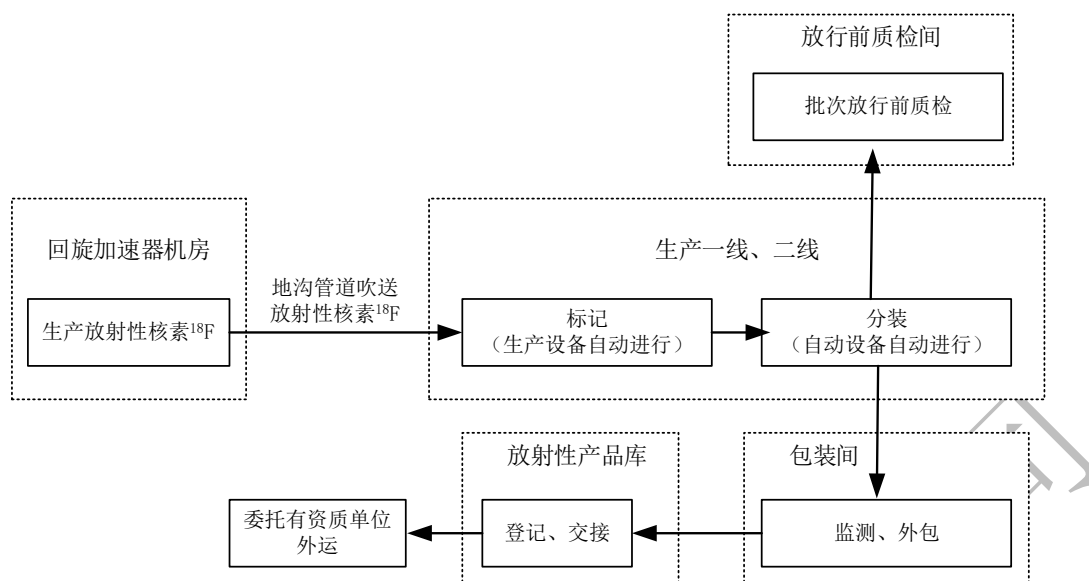 放行前质检间
批次放行前质检
回旋加速器机房
生产放射性核素¹⁸F
地沟管道吹送
放射性核素¹⁸F
生产一线、二线
标记
（生产设备自动进行）
分装
（自动设备自动进行）
放射性产品库
包装间
委托有资质单位
外运
登记、交接
监测、外包